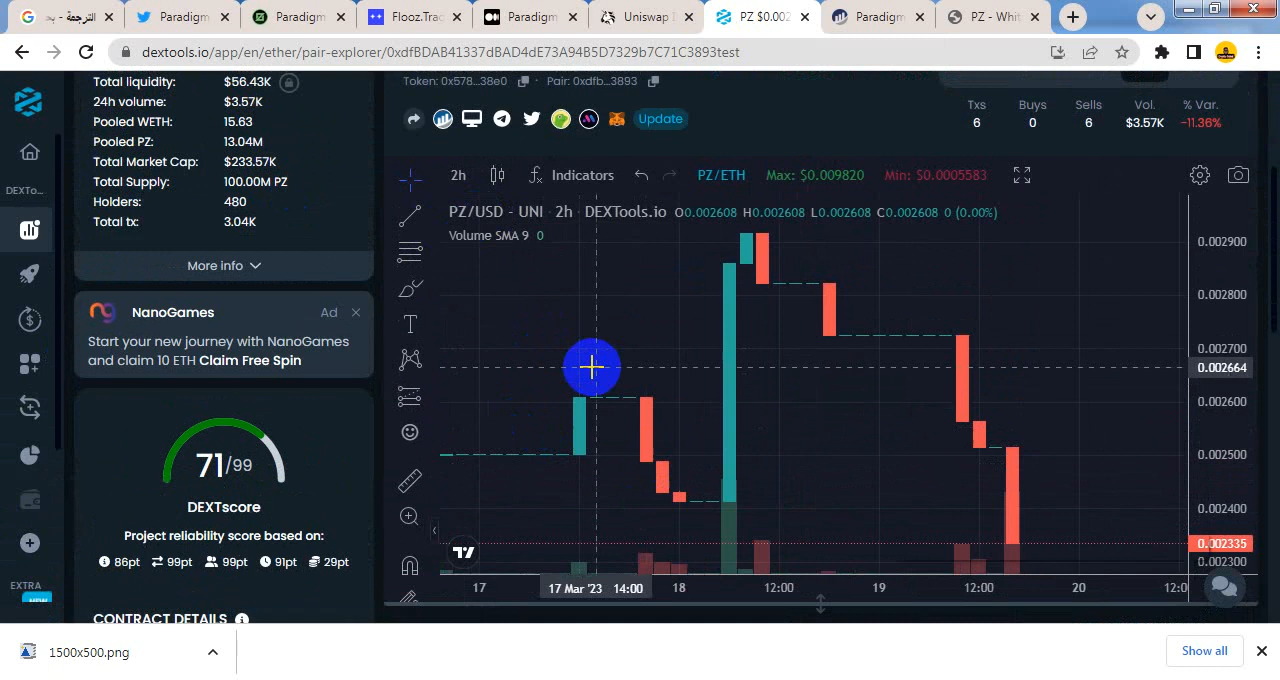 الترجمة - بح
Paradigm
Paradigm
Flooz.Trac
Paradigm
Uniswap I
PZ $0.002
Paradigm
PZ - Whit
dextools.io/app/en/ether/pair-explorer/0xdfBDAB41337dBAD4dE73A94B5D7329b7C71C3893test
Total liquidity: $56.43K
24h volume: $3.57K
Pooled WETH: 15.63
Pooled PZ: 13.04M
Total Market Cap: $233.57K
Total Supply: 100.00M PZ
Holders: 480
Total tx: 3.04K
More info
NanoGames Ad
Start your new journey with NanoGames
and claim 10 ETH Claim Free Spin
71/99
DEXTscore
Project reliability score based on:
86pt 99pt 99pt 91pt 29pt
CONTRACT DETAILS
DEXTo...
EXTRA
NEW
Token: 0x578...38e0 · Pair: 0xdfb...3893
Update
Txs Buys Sells Vol. % Var.
6 0 6 $3.57K -11.36%
2h Indicators PZ/ETH Max: $0.009820 Min: $0.0005583
PZ/USD - UNI · 2h · DEXTools.io O0.002608 H0.002608 L0.002608 C0.002608 0 (0.00%)
Volume SMA 9 0
0.002900
0.002800
0.002700
0.002664
0.002600
0.002500
0.002400
0.002335
0.002300
17 17 Mar '23 14:00 18 12:00 19 12:00 20 12:0
1500x500.png
Show all